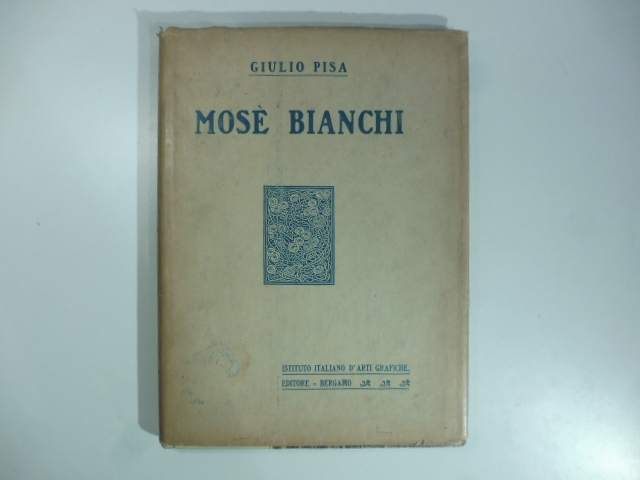 GIULIO PISA
MOSÈ BIANCHI
ISTITUTO ITALIANO D'ARTI GRAFICHE.
EDITORE - BERGAMO